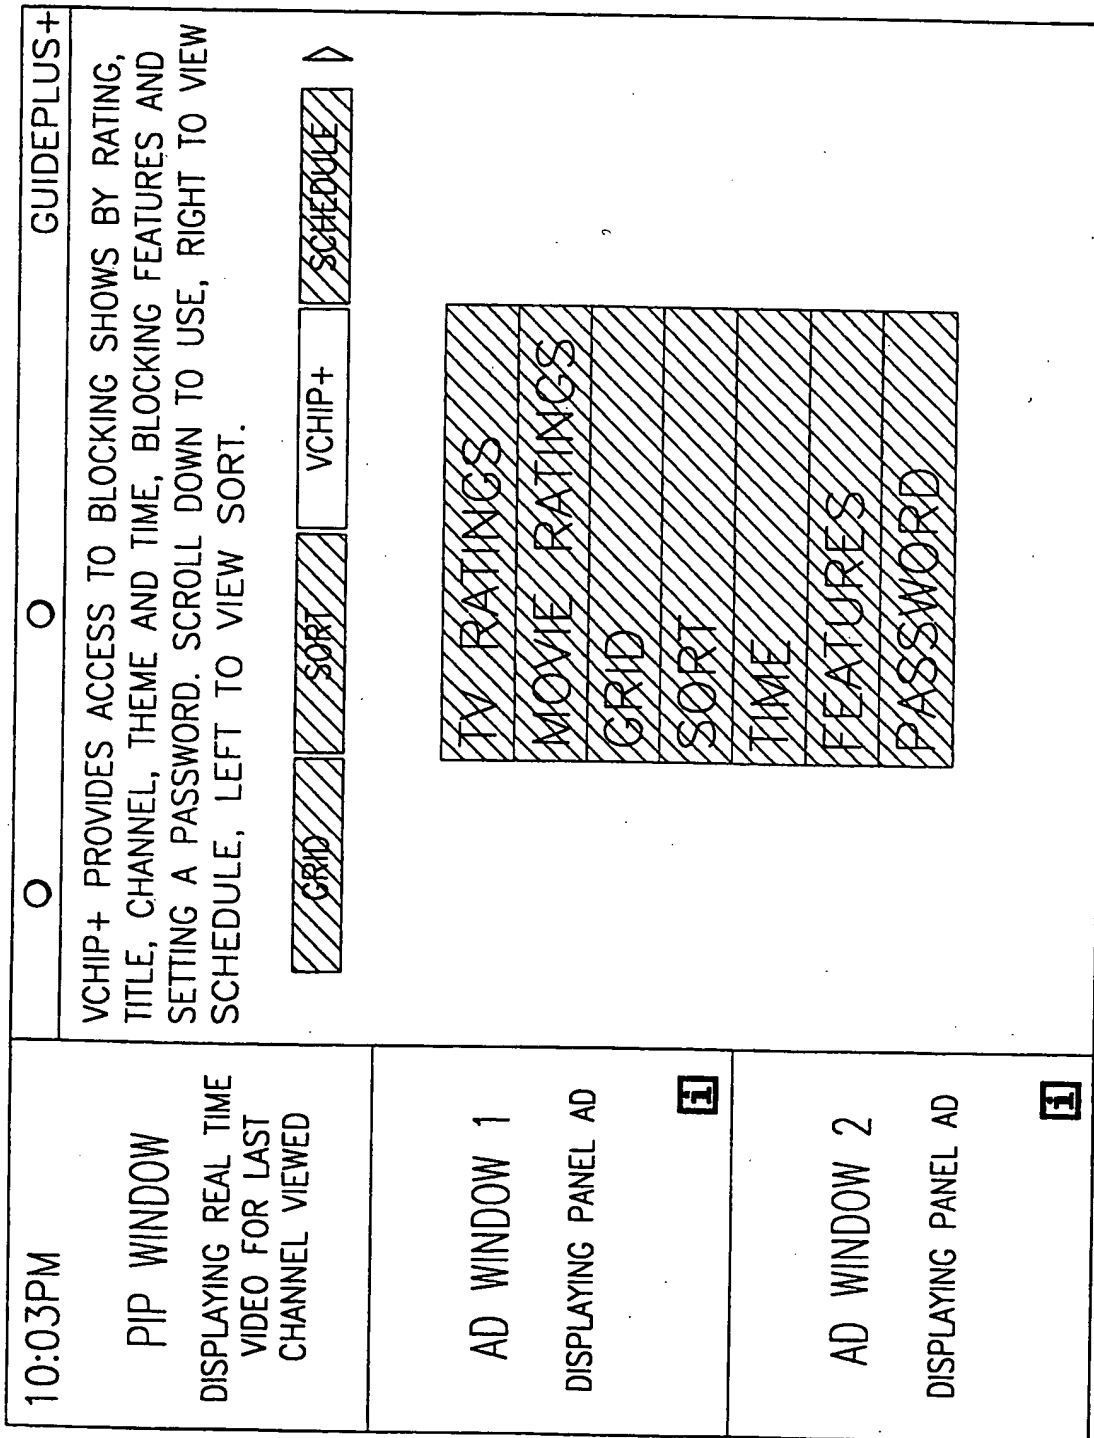 10:03PM
PIP WINDOW
DISPLAYING REAL TIME
VIDEO FOR LAST
CHANNEL VIEWED
AD WINDOW 1
DISPLAYING PANEL AD
i
AD WINDOW 2
DISPLAYING PANEL AD
i
GUIDEPLUS+
VCHIP+ PROVIDES ACCESS TO BLOCKING SHOWS BY RATING,
TITLE, CHANNEL, THEME AND TIME, BLOCKING FEATURES AND
SETTING A PASSWORD. SCROLL DOWN TO USE, RIGHT TO VIEW
SCHEDULE, LEFT TO VIEW SORT.
GRID SORT VCHIP+ SCHEDULE
TV RATINGS
MOVIE RATINGS
GRID
SORT
TIME
FEATURES
PASSWORD